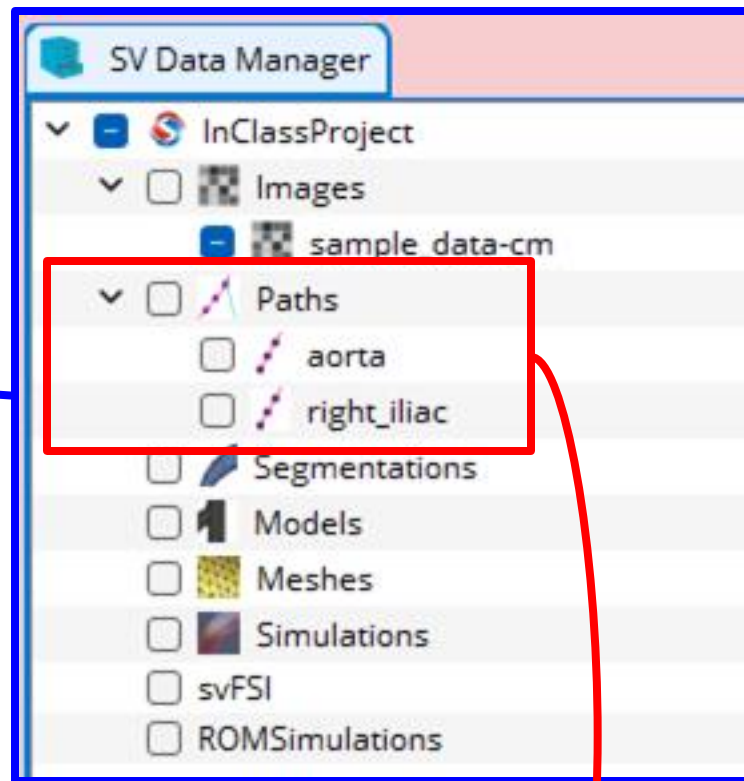 SV Data Manager
InClassProject
Images
sample_data-cm
Paths
aorta
right_iliac
Segmentations
Models
Meshes
Simulations
svFSI
ROMSimulations